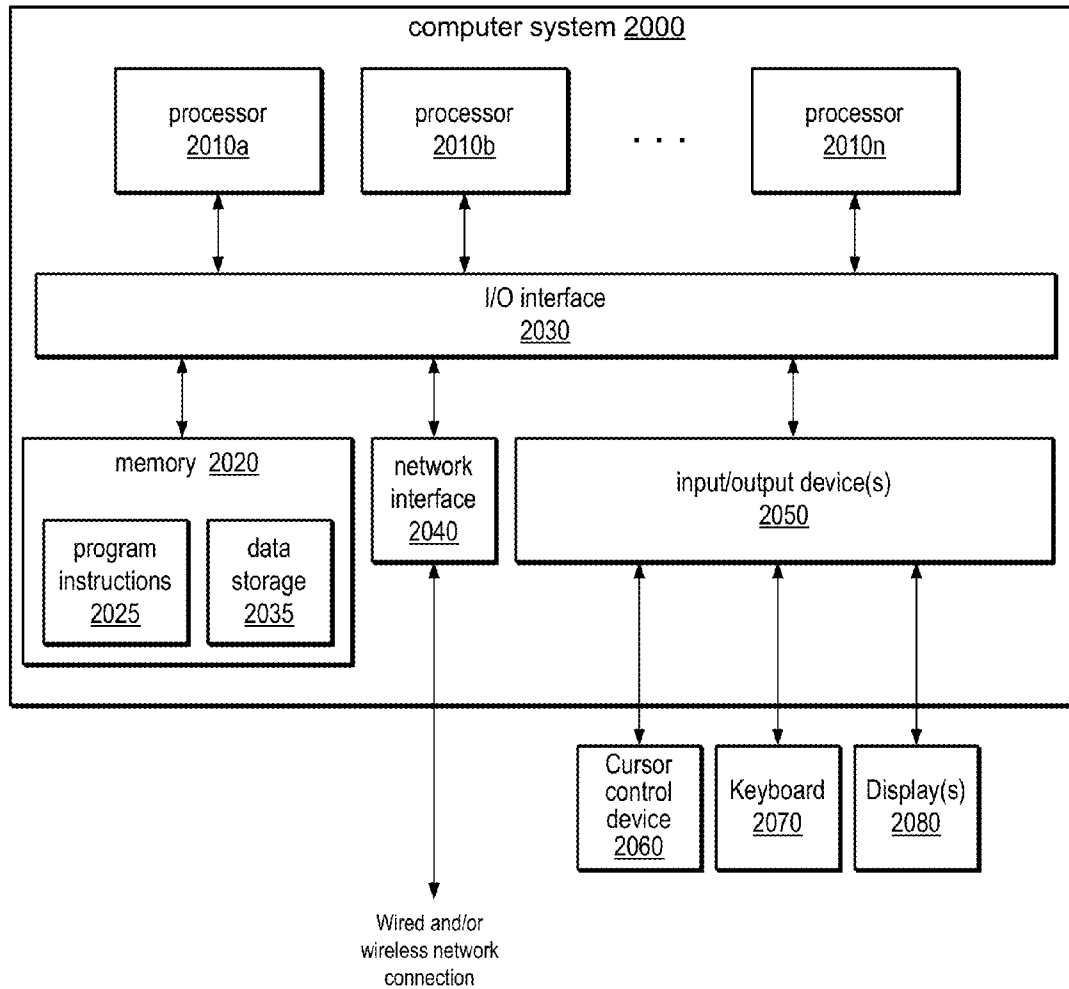 computer system 2000
processor
2010a
processor
2010b
. . .
processor
2010n
I/O interface
2030
memory 2020
program
instructions
2025
data
storage
2035
network
interface
2040
input/output device(s)
2050
Cursor
control
device
2060
Keyboard
2070
Display(s)
2080
Wired and/or
wireless network
connection